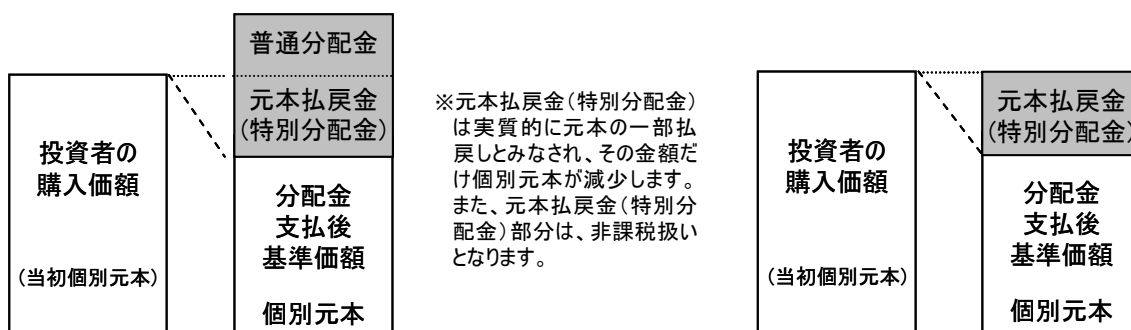 普通分配金
元本払戻金
(特別分配金)
投資者の
購入価額
(当初個別元本)
分配金
支払後
基準価額
個別元本
※元本払戻金(特別分配金)
は実質的に元本の一部払
戻しとみなされ、その金額だ
け個別元本が減少します。
また、元本払戻金(特別分
配金)部分は、非課税扱い
となります。
投資者の
購入価額
(当初個別元本)
元本払戻金
(特別分配金)
分配金
支払後
基準価額
個別元本